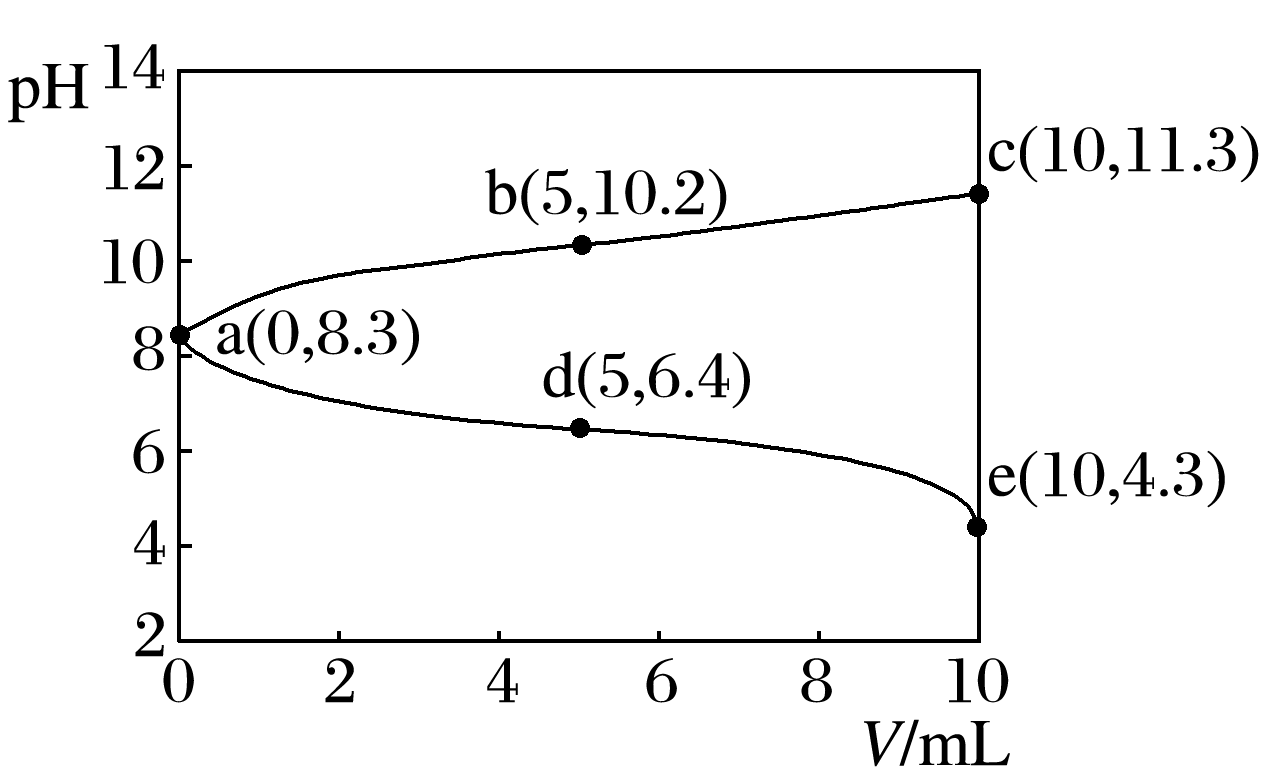 pH
14
12
10
8
6
4
2
c(10,11.3)
b(5,10.2)
a(0,8.3)
d(5,6.4)
e(10,4.3)
0 2 4 6 8 10
V/mL